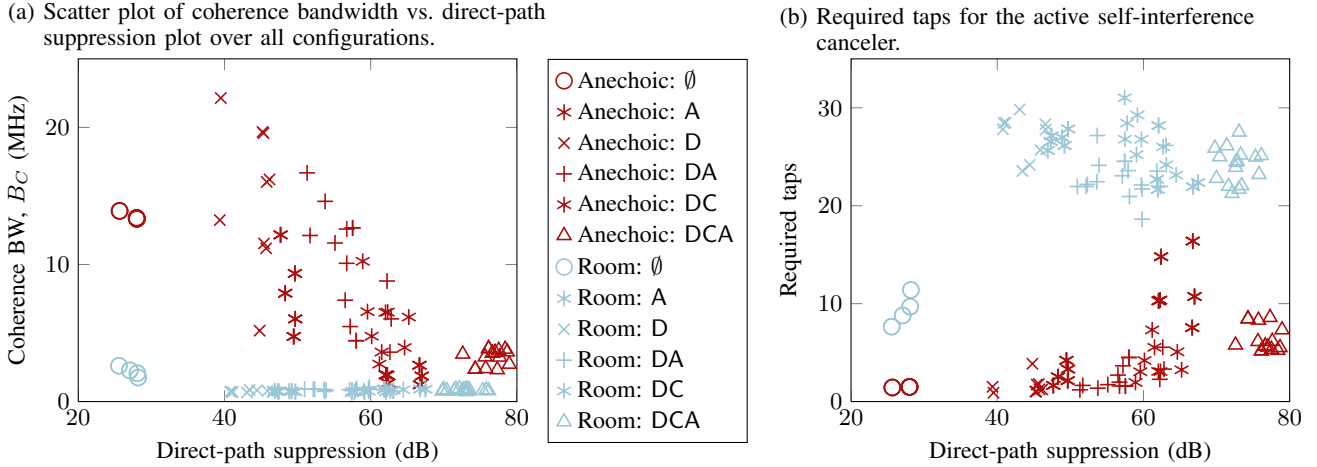 (a) Scatter plot of coherence bandwidth vs. direct-path
suppression plot over all configurations.
20
10
0
20
40
60
80
Coherence BW, B_C (MHz)
Direct-path suppression (dB)
Anechoic: ∅
Anechoic: A
Anechoic: D
Anechoic: DA
Anechoic: DC
Anechoic: DCA
Room: ∅
Room: A
Room: D
Room: DA
Room: DC
Room: DCA
(b) Required taps for the active self-interference
canceler.
30
20
10
0
20
40
60
80
Required taps
Direct-path suppression (dB)